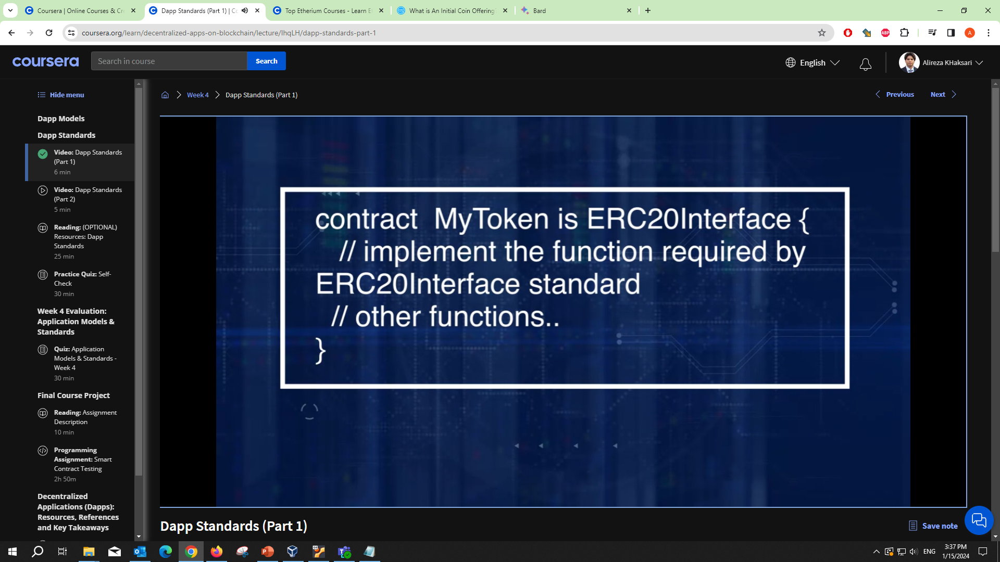 Coursera | Online Courses & Cr
Dapp Standards (Part 1) | Co
Top Etherium Courses - Learn Et
What is An Initial Coin Offering
Bard
coursera.org/learn/decentralized-apps-on-blockchain/lecture/lhqLH/dapp-standards-part-1
ABP
A
coursera
Search in course
Search
English
Alireza KHaksari
Hide menu
Week 4
Dapp Standards (Part 1)
Previous
Next
Dapp Models
Dapp Standards
Video: Dapp Standards
(Part 1)
6 min
Video: Dapp Standards
(Part 2)
5 min
Reading: (OPTIONAL)
Resources: Dapp
Standards
25 min
Practice Quiz: Self-
Check
30 min
Week 4 Evaluation:
Application Models &
Standards
Quiz: Application
Models & Standards -
Week 4
30 min
Final Course Project
Reading: Assignment
Description
10 min
Programming
Assignment: Smart
Contract Testing
2h 50m
Decentralized
Applications (Dapps):
Resources, References
and Key Takeaways
contract MyToken is ERC20Interface {
// implement the function required by
ERC20Interface standard
// other functions..
}
Dapp Standards (Part 1)
Save note
ENG
3:37 PM
1/15/2024